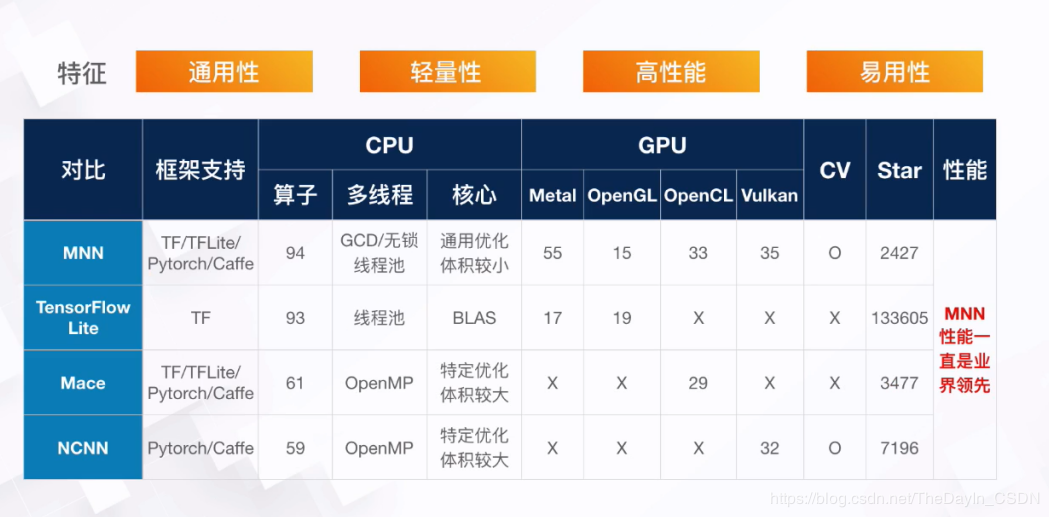 特征 通用性 轻量性 高性能 易用性
对比 框架支持 CPU GPU CV Star 性能
算子 多线程 核心 Metal OpenGL OpenCL Vulkan
MNN TF/TFLite/ Pytorch/Caffe 94 GCD/无锁 线程池 通用优化 体积较小 55 15 33 35 O 2427
TensorFlow Lite TF 93 线程池 BLAS 17 19 X X X 133605
Mace TF/TFLite/ Pytorch/Caffe 61 OpenMP 特定优化 体积较大 X X 29 X X 3477
NCNN Pytorch/Caffe 59 OpenMP 特定优化 体积较大 X X X 32 O 7196
MNN
性能一
直是业
界领先
https://blog.csdn.net/TheDayIn_CSDN